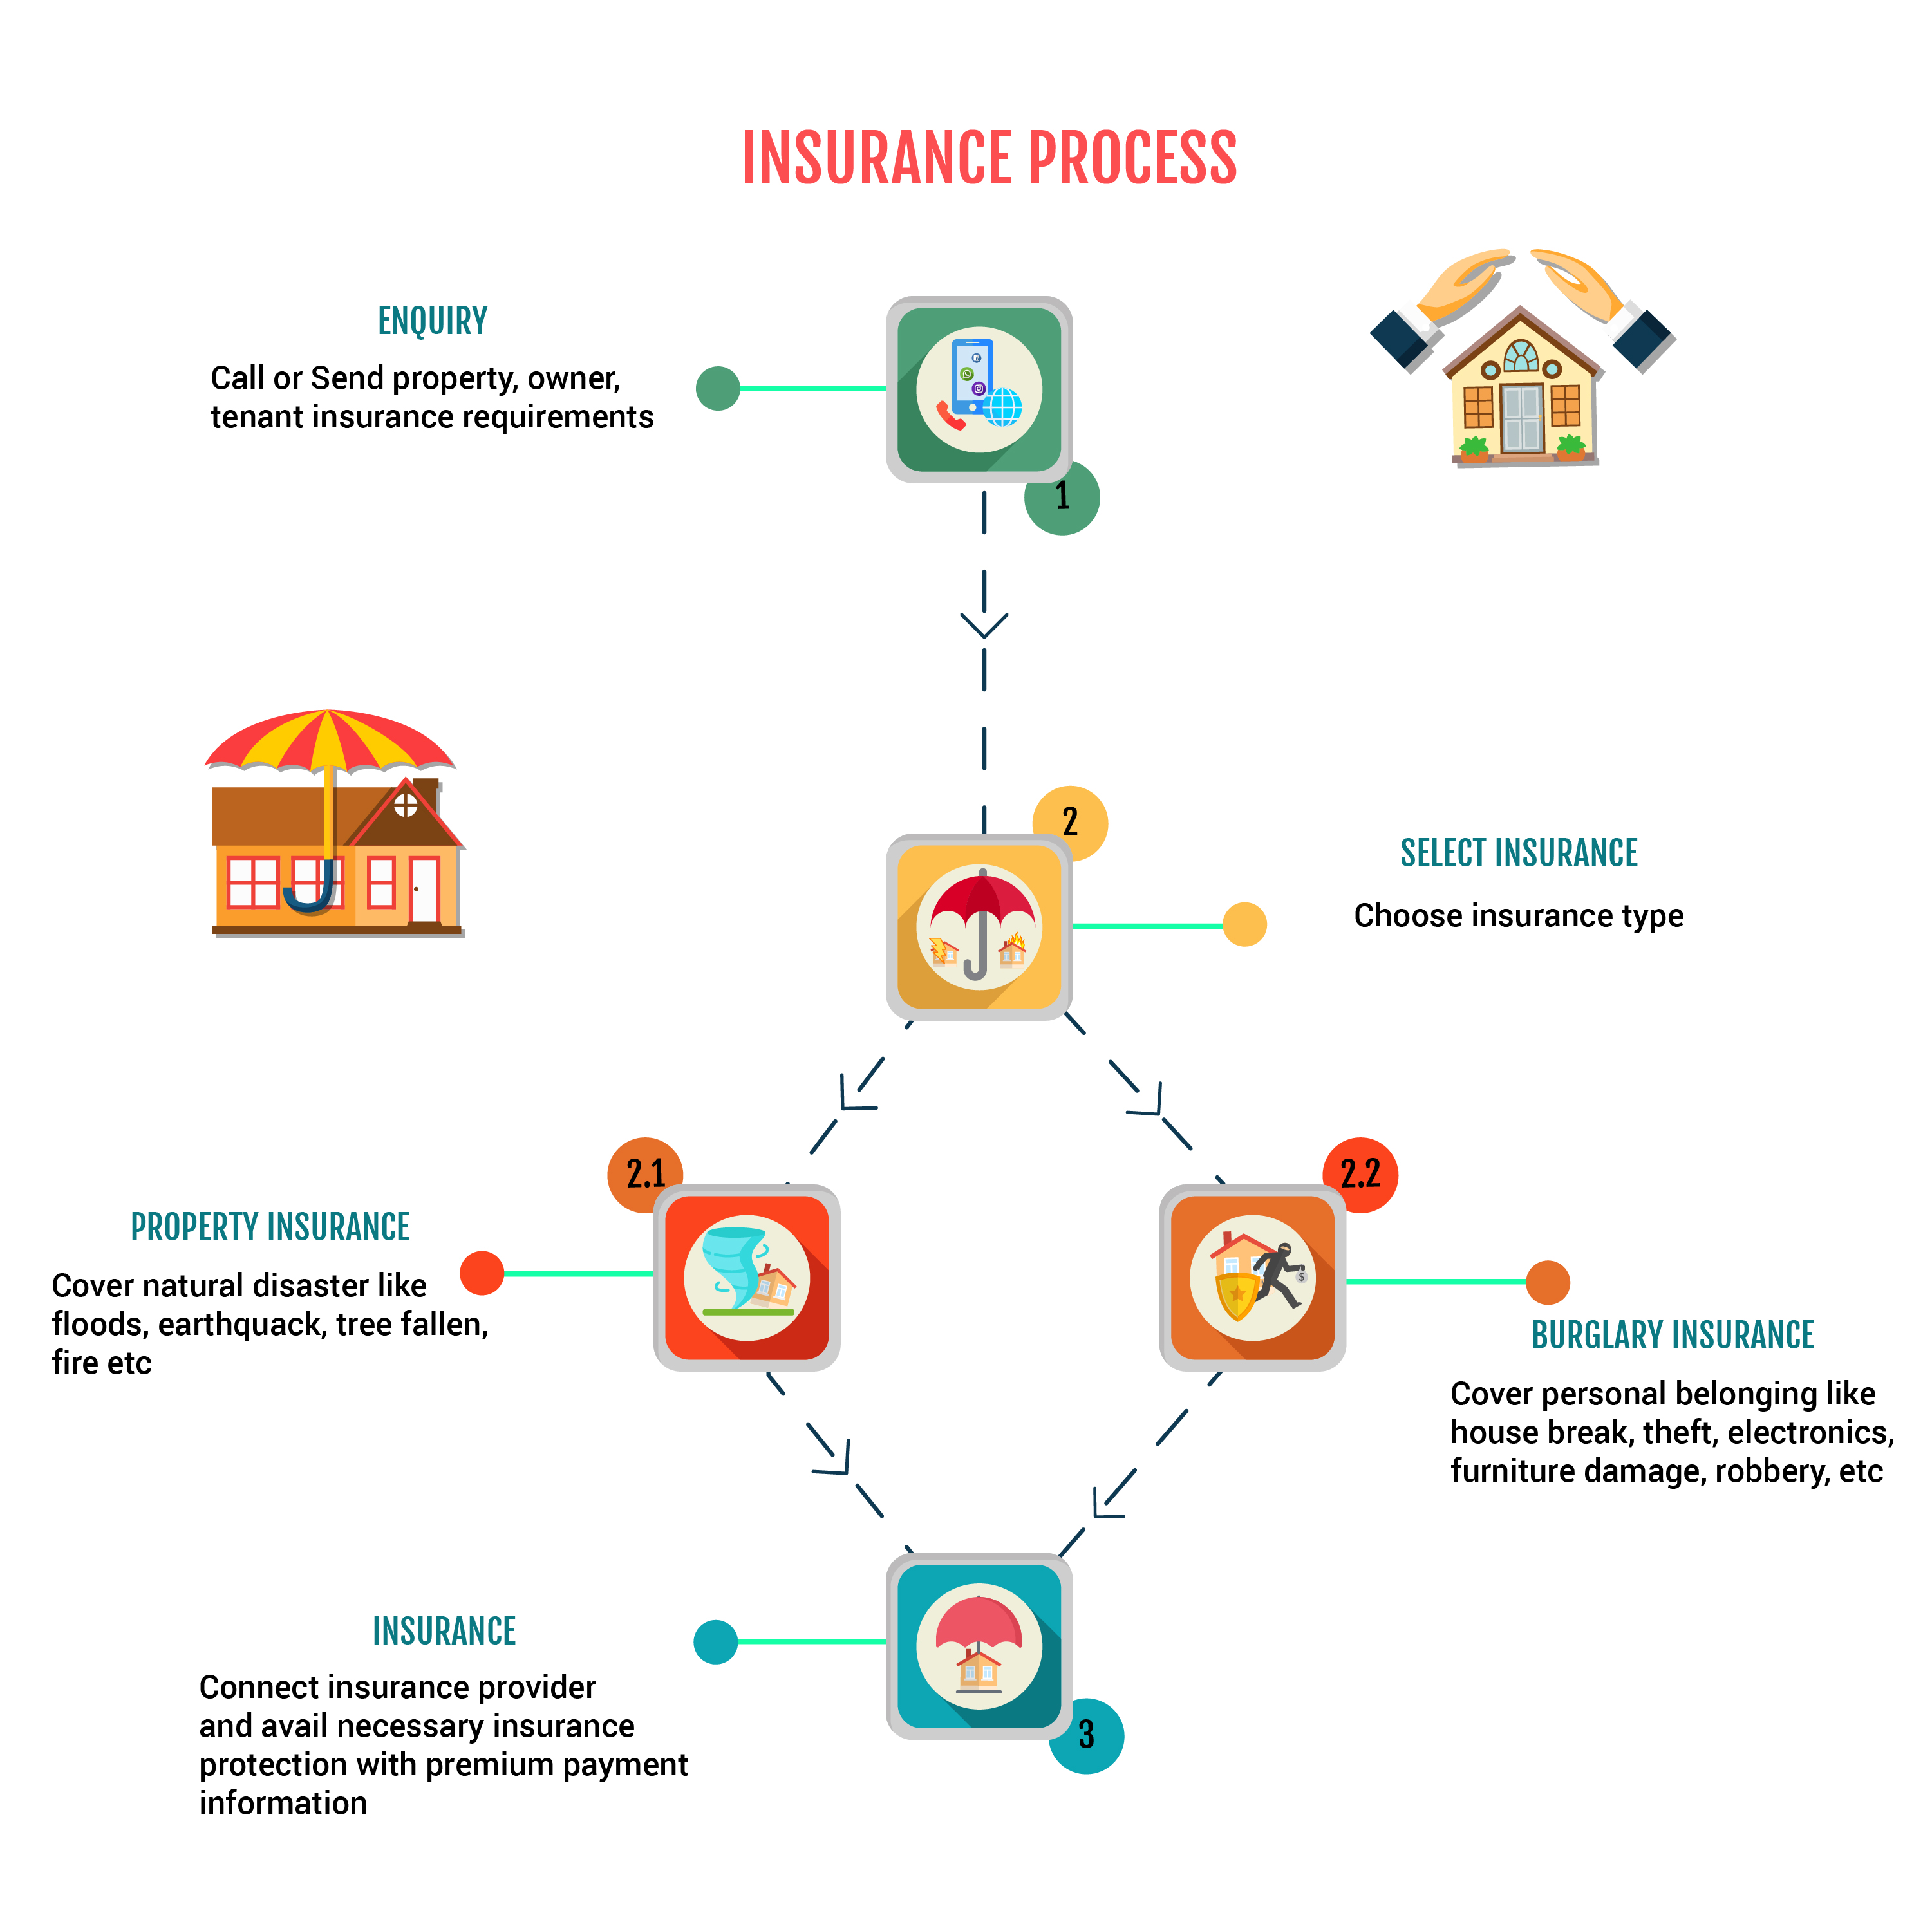 INSURANCE PROCESS
ENQUIRY
Call or Send property, owner,
tenant insurance requirements
1
2
SELECT INSURANCE
Choose insurance type
2.1
2.2
PROPERTY INSURANCE
Cover natural disaster like
floods, earthquack, tree fallen,
fire etc
BURGLARY INSURANCE
Cover personal belonging like
house break, theft, electronics,
furniture damage, robbery, etc
INSURANCE
Connect insurance provider
and avail necessary insurance
protection with premium payment
information
3